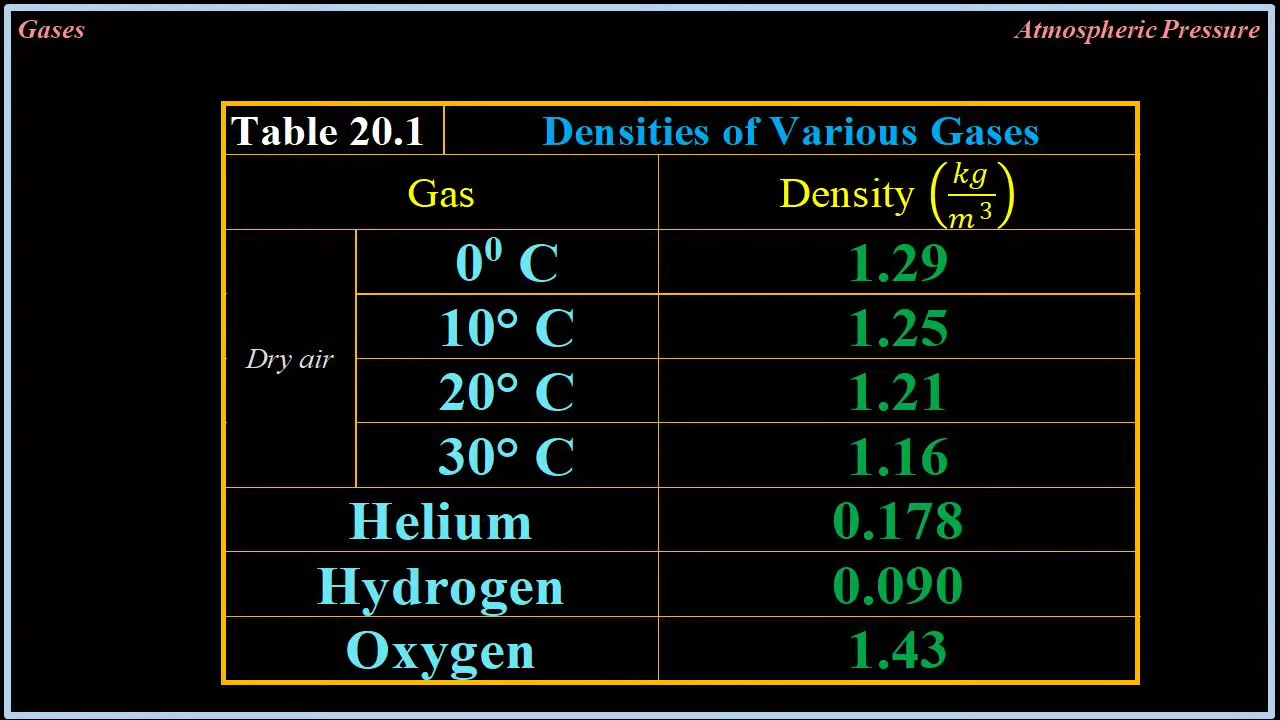 Gases
Atmospheric Pressure
Table 20.1 Densities of Various Gases
Gas Density (kg/m³)
Dry air
0⁰ C 1.29
10° C 1.25
20° C 1.21
30° C 1.16
Helium 0.178
Hydrogen 0.090
Oxygen 1.43